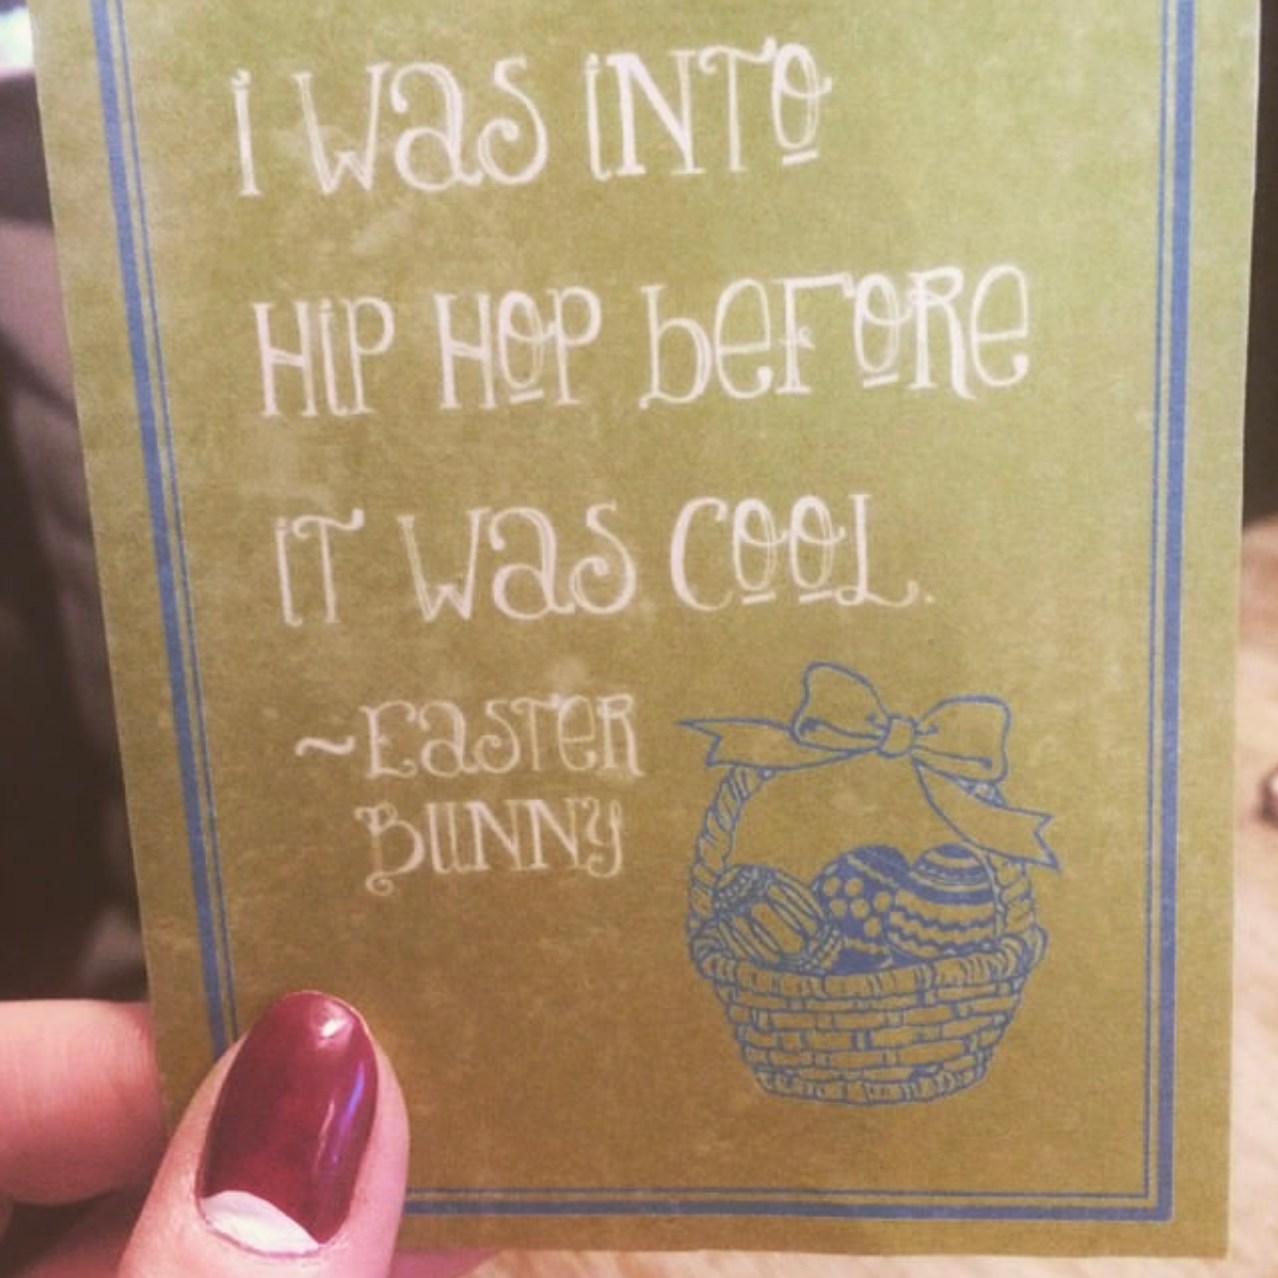 I WaS INTO
HIP HOP beFORe
IT WaS COOL.
~EaSTeR
BUNNY